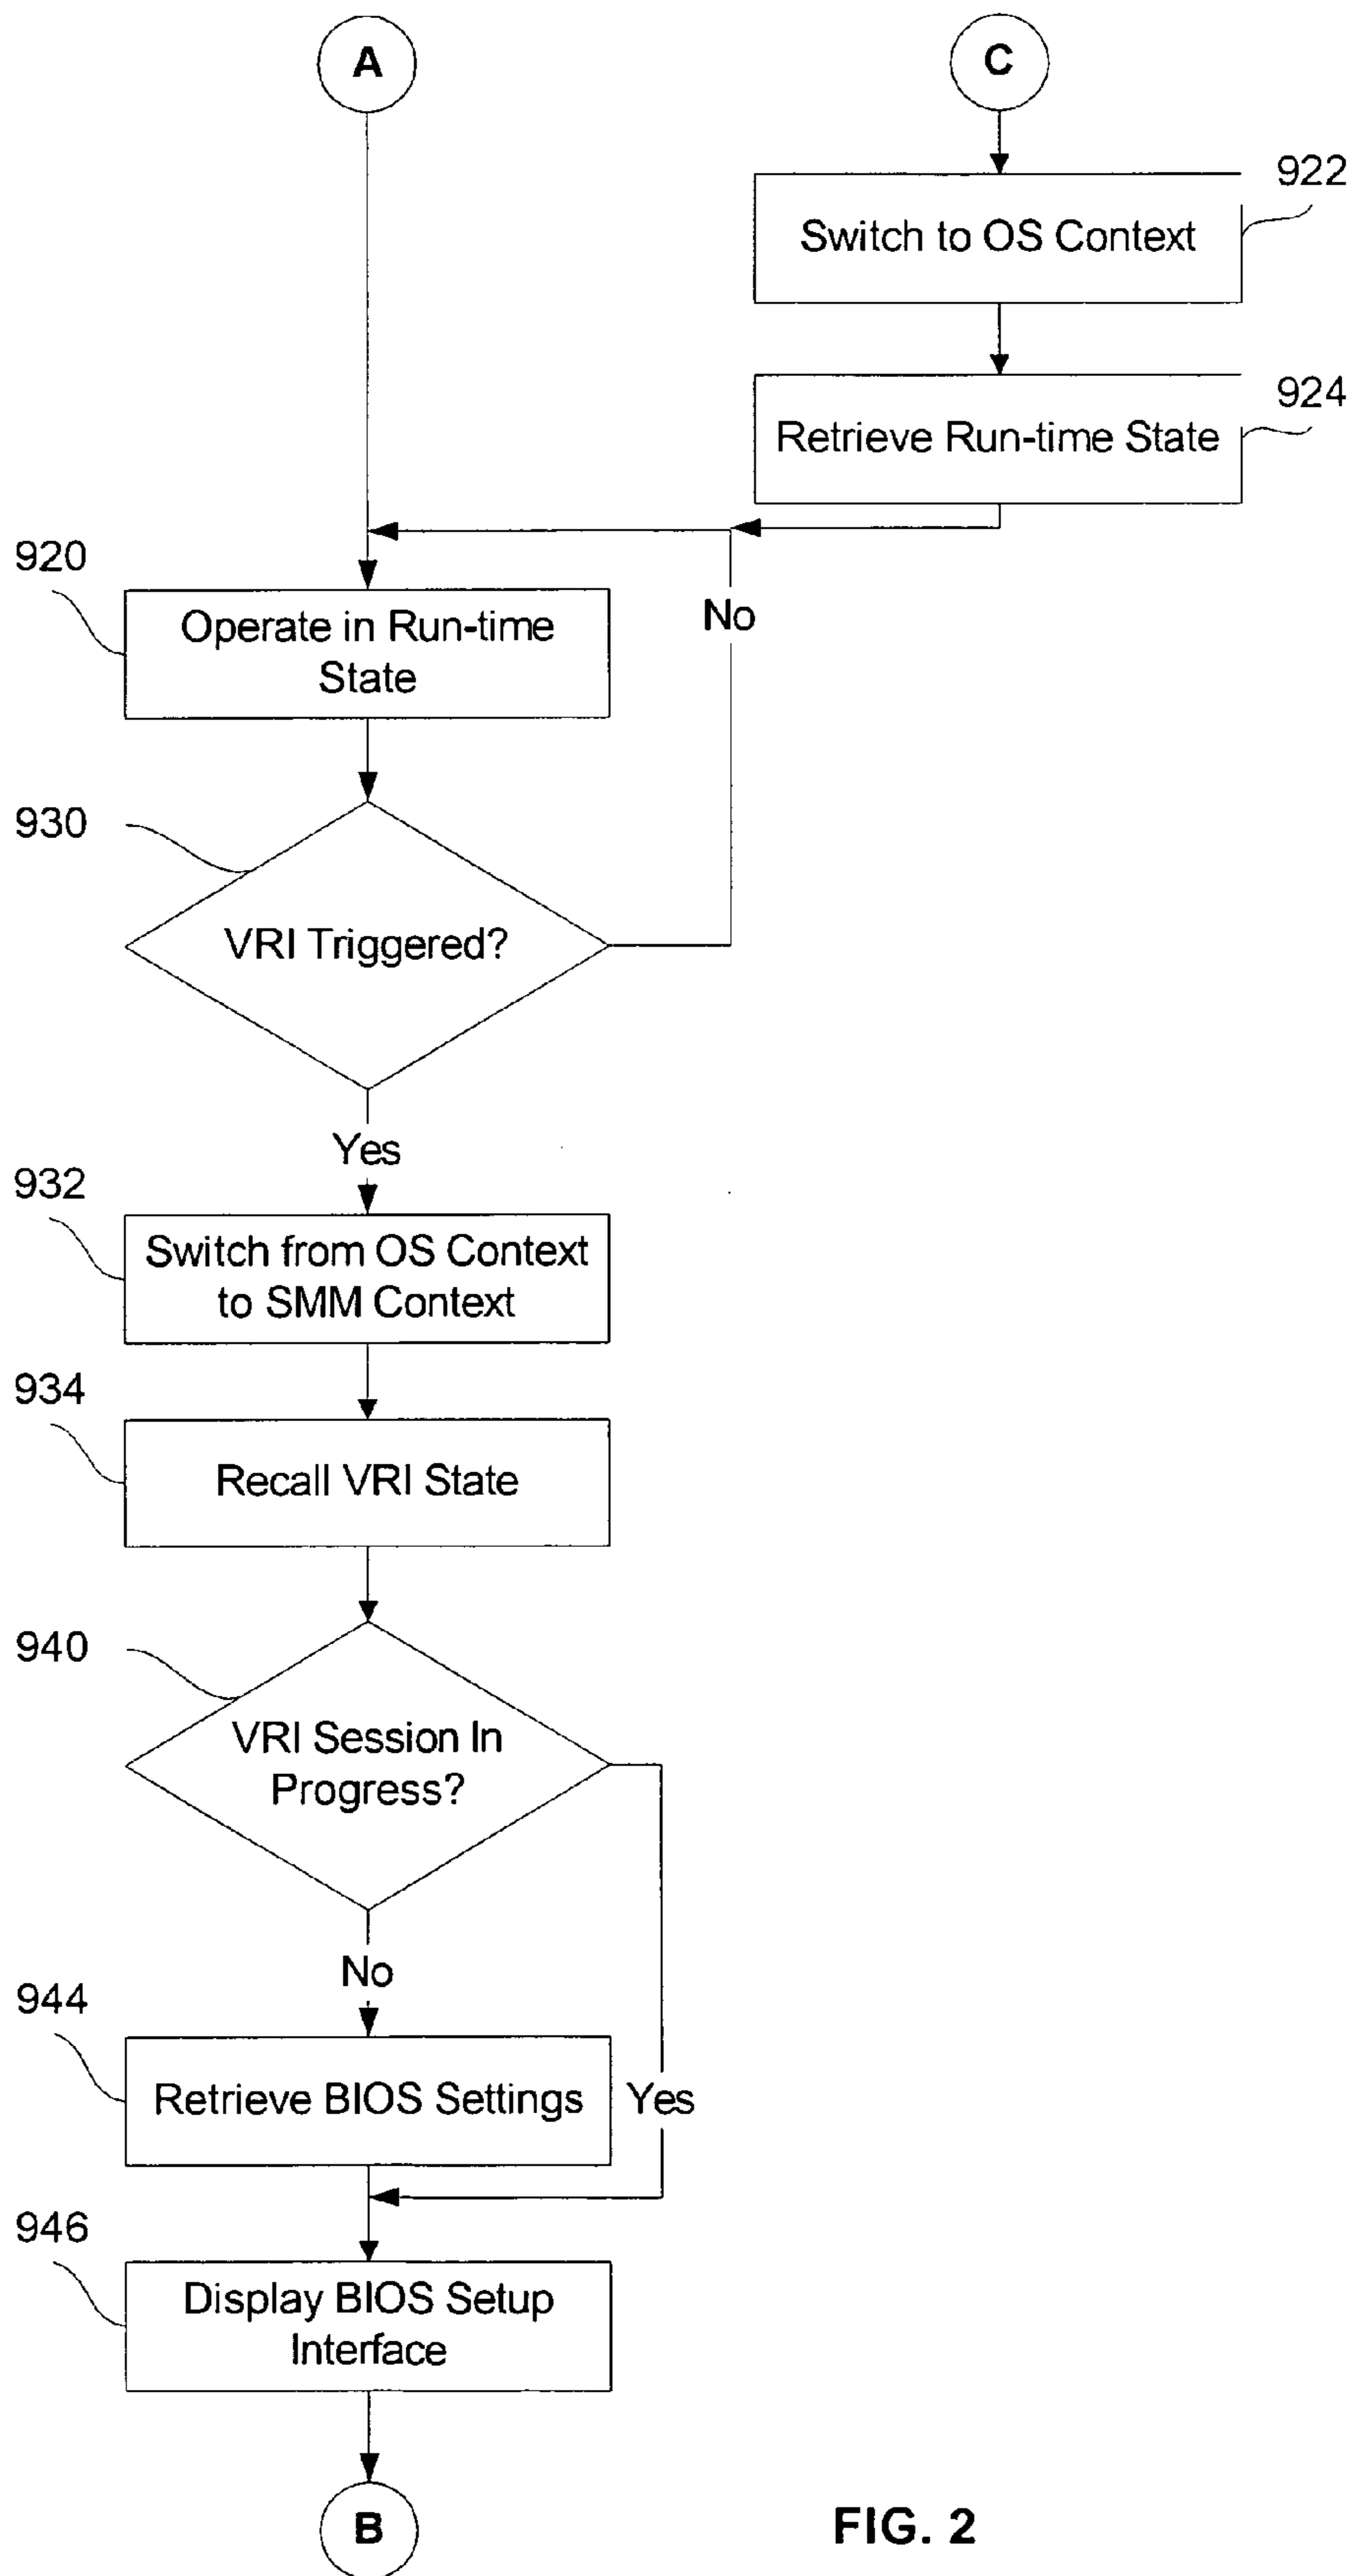 A
C
922
Switch to OS Context
924
Retrieve Run-time State
920
Operate in Run-time
State
No
930
VRI Triggered?
Yes
932
Switch from OS Context
to SMM Context
934
Recall VRI State
940
VRI Session In
Progress?
No
944
Retrieve BIOS Settings
Yes
946
Display BIOS Setup
Interface
B
FIG. 2